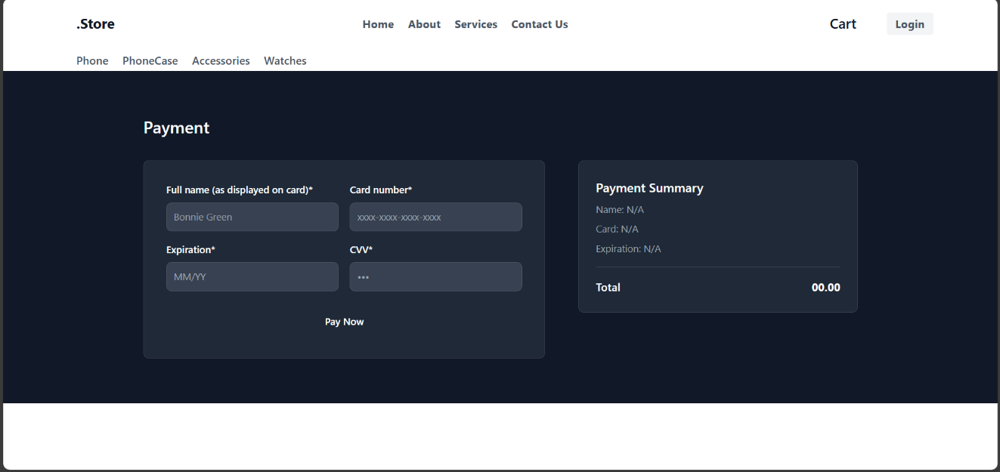 .Store Home About Services Contact Us Cart Login
Phone PhoneCase Accessories Watches
Payment
Full name (as displayed on card)* Card number*
Bonnie Green xxxx-xxxx-xxxx-xxxx
Expiration* CVV*
MM/YY •••
Pay Now
Payment Summary
Name: N/A
Card: N/A
Expiration: N/A
Total 00.00